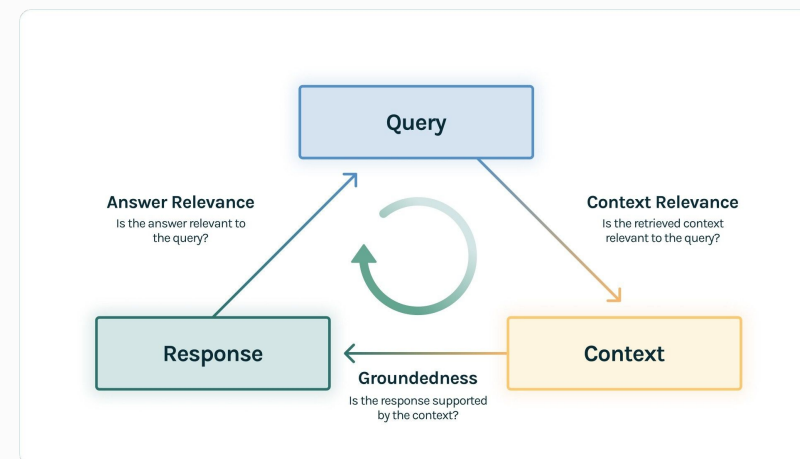 Query
Answer Relevance
Is the answer relevant to
the query?
Context Relevance
Is the retrieved context
relevant to the query?
Response
Context
Groundedness
Is the response supported
by the context?